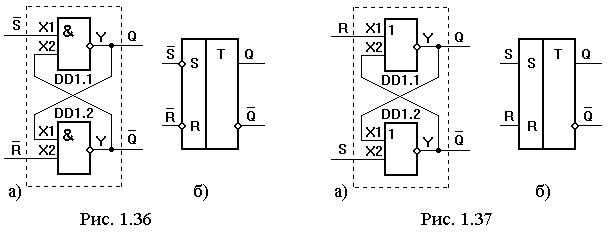 S̅ X1 & Y Q
X2
DD1.1
DD1.2
X1 & Y Q̅
R̅ X2
а)
S̅ S T Q
R̅ R Q̅
б)
Рис. 1.36
R X1 1 Y Q
X2
DD1.1
DD1.2
X1 1 Y Q̅
S X2
а)
S S T Q
R R Q̅
б)
Рис. 1.37